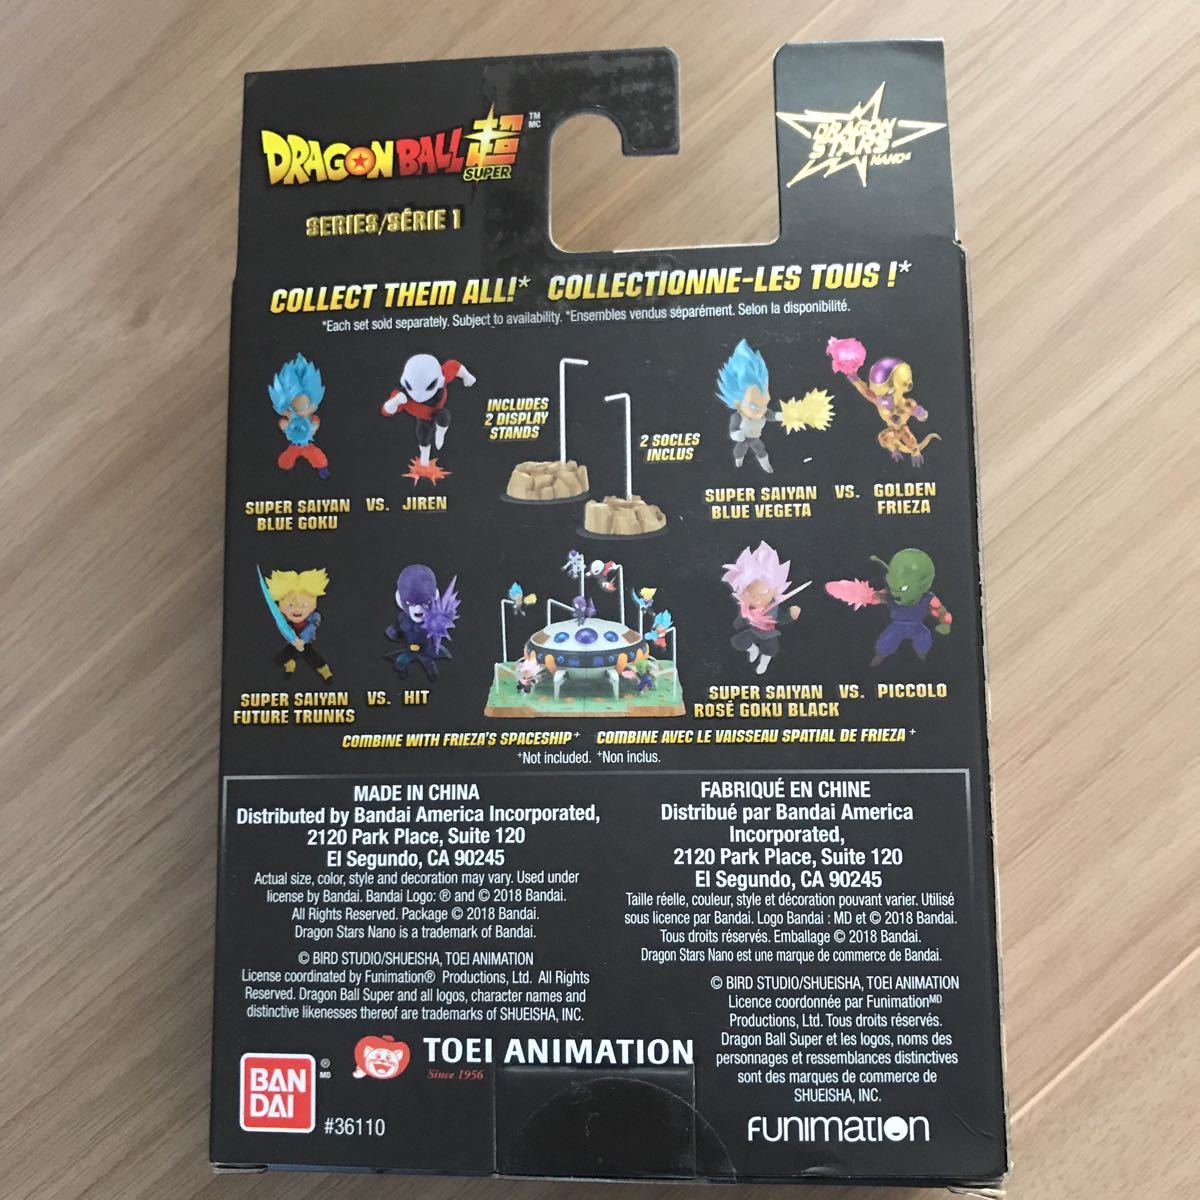 DRAGON BALL 超 SUPER ™ MC
DRAGON STARS NANO
SERIES/SÉRIE 1
COLLECT THEM ALL!* COLLECTIONNE-LES TOUS !*
*Each set sold separately. Subject to availability. *Ensembles vendus séparément. Selon la disponibilité.
INCLUDES
2 DISPLAY
STANDS
2 SOCLES
INCLUS
SUPER SAIYAN
BLUE GOKU
VS. JIREN
SUPER SAIYAN
BLUE VEGETA
VS. GOLDEN
FRIEZA
SUPER SAIYAN
FUTURE TRUNKS
VS. HIT
SUPER SAIYAN
ROSÉ GOKU BLACK
VS. PICCOLO
COMBINE WITH FRIEZA'S SPACESHIP+ COMBINE AVEC LE VAISSEAU SPATIAL DE FRIEZA +
+Not included. +Non inclus.
MADE IN CHINA
Distributed by Bandai America Incorporated,
2120 Park Place, Suite 120
El Segundo, CA 90245
Actual size, color, style and decoration may vary. Used under
license by Bandai. Bandai Logo: ® and © 2018 Bandai.
All Rights Reserved. Package © 2018 Bandai.
Dragon Stars Nano is a trademark of Bandai.
© BIRD STUDIO/SHUEISHA, TOEI ANIMATION
License coordinated by Funimation® Productions, Ltd. All Rights
Reserved. Dragon Ball Super and all logos, character names and
distinctive likenesses thereof are trademarks of SHUEISHA, INC.
FABRIQUÉ EN CHINE
Distribué par Bandai America
Incorporated,
2120 Park Place, Suite 120
El Segundo, CA 90245
Taille réelle, couleur, style et décoration pouvant varier. Utilisé
sous licence par Bandai. Logo Bandai : MD et © 2018 Bandai.
Tous droits réservés. Emballage © 2018 Bandai.
Dragon Stars Nano est une marque de commerce de Bandai.
© BIRD STUDIO/SHUEISHA, TOEI ANIMATION
Licence coordonnée par FunimationMD
Productions, Ltd. Tous droits réservés.
Dragon Ball Super et les logos, noms des
personnages et ressemblances distinctives
sont des marques de commerce de
SHUEISHA, INC.
BAN
DAI
® MD
#36110
TOEI ANIMATION
Since 1956
FUNIMATION